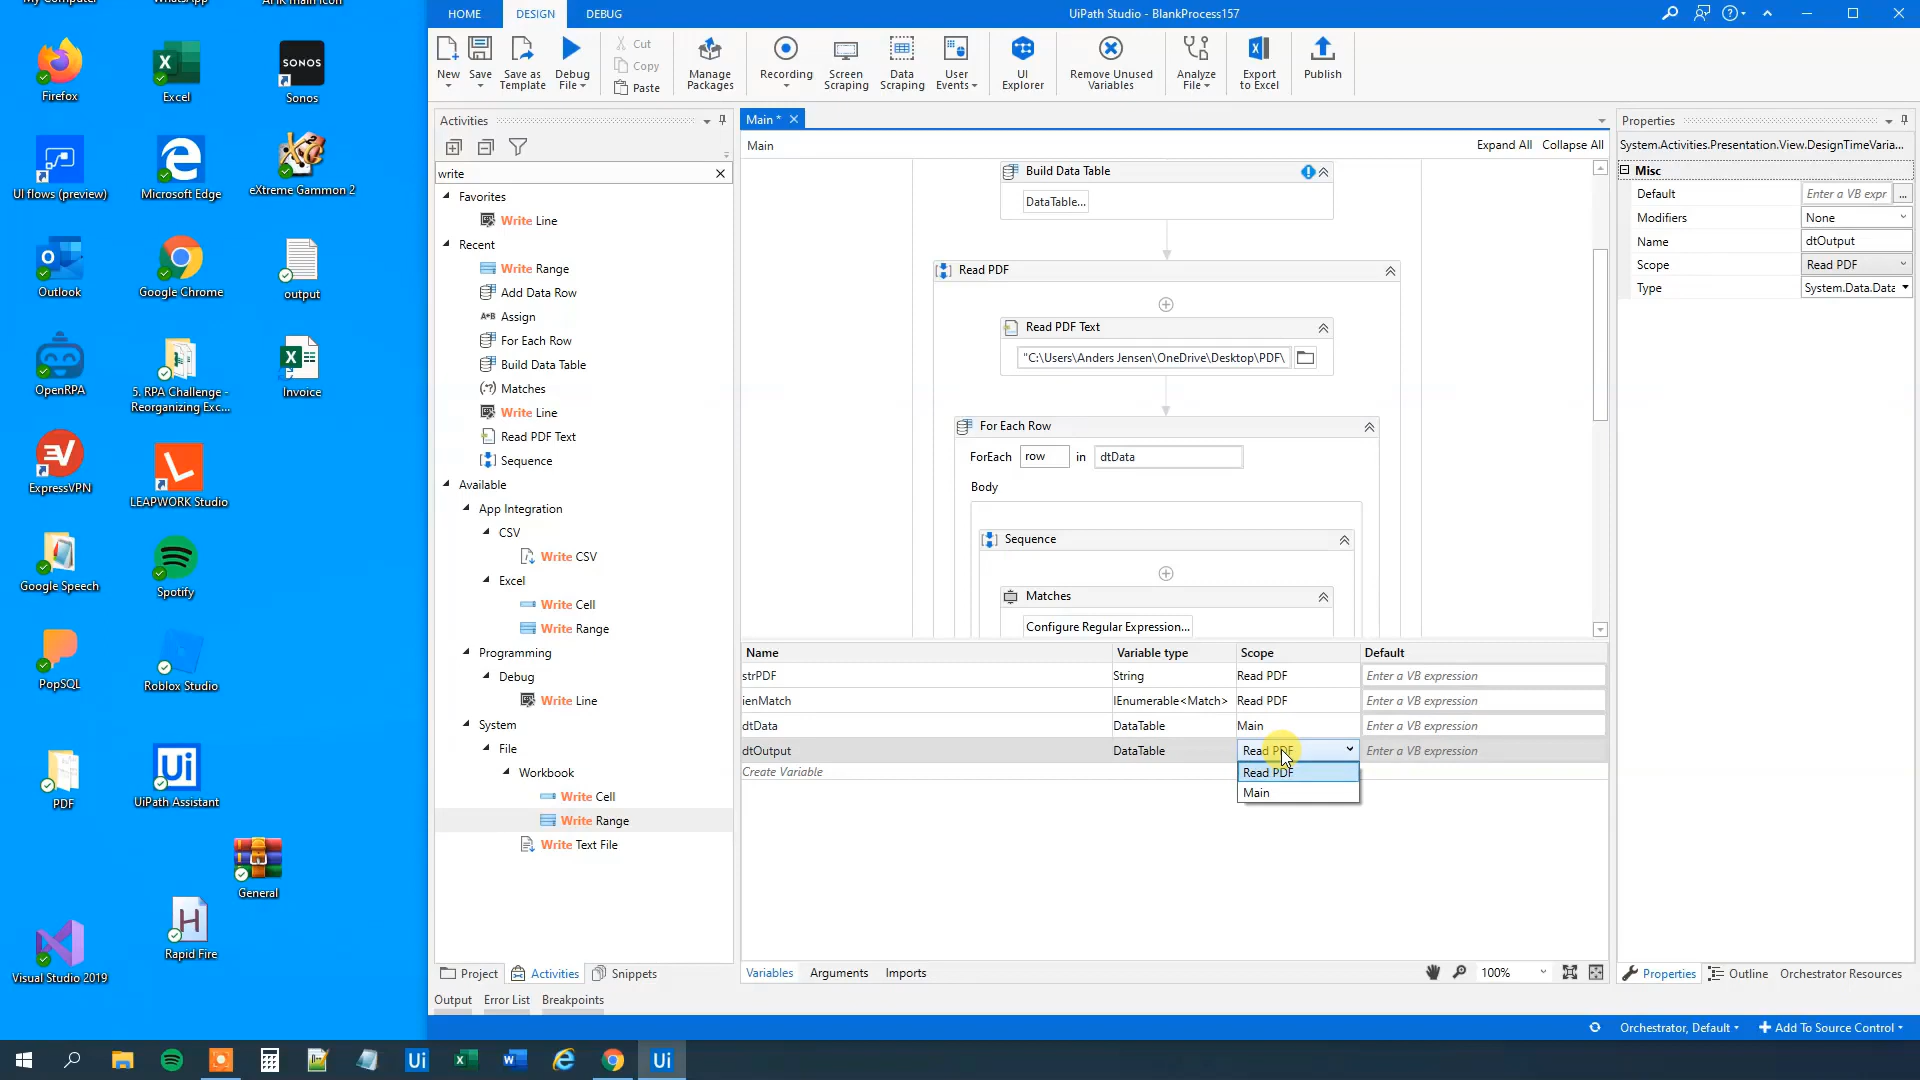 My Computer
WhatsApp
Firefox
Excel
SONOS
Sonos
UI flows (preview)
Microsoft Edge
eXtreme Gammon 2
Outlook
Google Chrome
output
OpenRPA
5. RPA Challenge -
Reorganizing Exc...
Invoice
ExpressVPN
LEAPWORK Studio
Google Speech
Spotify
PopSQL
Roblox Studio
PDF
UiPath Assistant
General
Rapid Fire
Visual Studio 2019
HOME
DESIGN
DEBUG
UiPath Studio - BlankProcess157
New
Save
Save as
Template
Debug
File
Cut
Copy
Paste
Manage
Packages
Recording
Screen
Scraping
Data
Scraping
User
Events
UI
Explorer
Remove Unused
Variables
Analyze
File
Export
to Excel
Publish
Activities
write
Favorites
Write Line
Recent
Write Range
Add Data Row
A*B Assign
For Each Row
Build Data Table
Matches
Write Line
Read PDF Text
Sequence
Available
App Integration
CSV
Write CSV
Excel
Write Cell
Write Range
Programming
Debug
Write Line
System
File
Workbook
Write Cell
Write Range
Write Text File
Project
Activities
Snippets
Output
Error List
Breakpoints
Main *
Main
Expand All
Collapse All
Build Data Table
DataTable...
Read PDF
Read PDF Text
"C:\Users\Anders Jensen\OneDrive\Desktop\PDF\
For Each Row
ForEach row in dtData
Body
Sequence
Matches
Configure Regular Expression...
Name Variable type Scope Default
strPDF String Read PDF Enter a VB expression
ienMatch IEnumerable<Match> Read PDF Enter a VB expression
dtData DataTable Main Enter a VB expression
dtOutput DataTable Read PDF Enter a VB expression
Create Variable
Read PDF
Main
Variables
Arguments
Imports
100%
Properties
System.Activities.Presentation.View.DesignTimeVaria...
Misc
Default Enter a VB expr ...
Modifiers None
Name dtOutput
Scope Read PDF
Type System.Data.Data
Properties
Outline
Orchestrator Resources
Orchestrator, Default
Add To Source Control